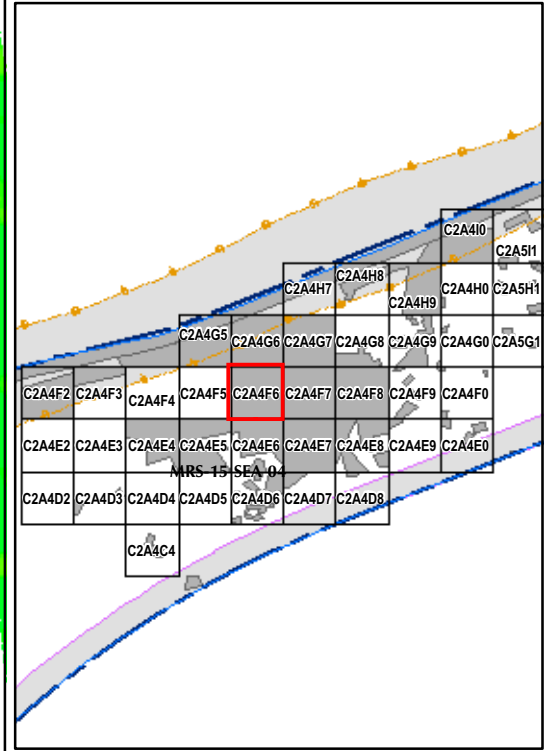 C2A4I0
C2A5I1
C2A4H7 C2A4H8 C2A4H9 C2A4H0 C2A5H1
C2A4G5 C2A4G6 C2A4G7 C2A4G8 C2A4G9 C2A4G0 C2A5G1
C2A4F2 C2A4F3 C2A4F4 C2A4F5 C2A4F6 C2A4F7 C2A4F8 C2A4F9 C2A4F0
C2A4E2 C2A4E3 C2A4E4 C2A4E5 C2A4E6 C2A4E7 C2A4E8 C2A4E9 C2A4E0
MRS-15-SEA-04
C2A4D2 C2A4D3 C2A4D4 C2A4D5 C2A4D6 C2A4D7 C2A4D8
C2A4C4